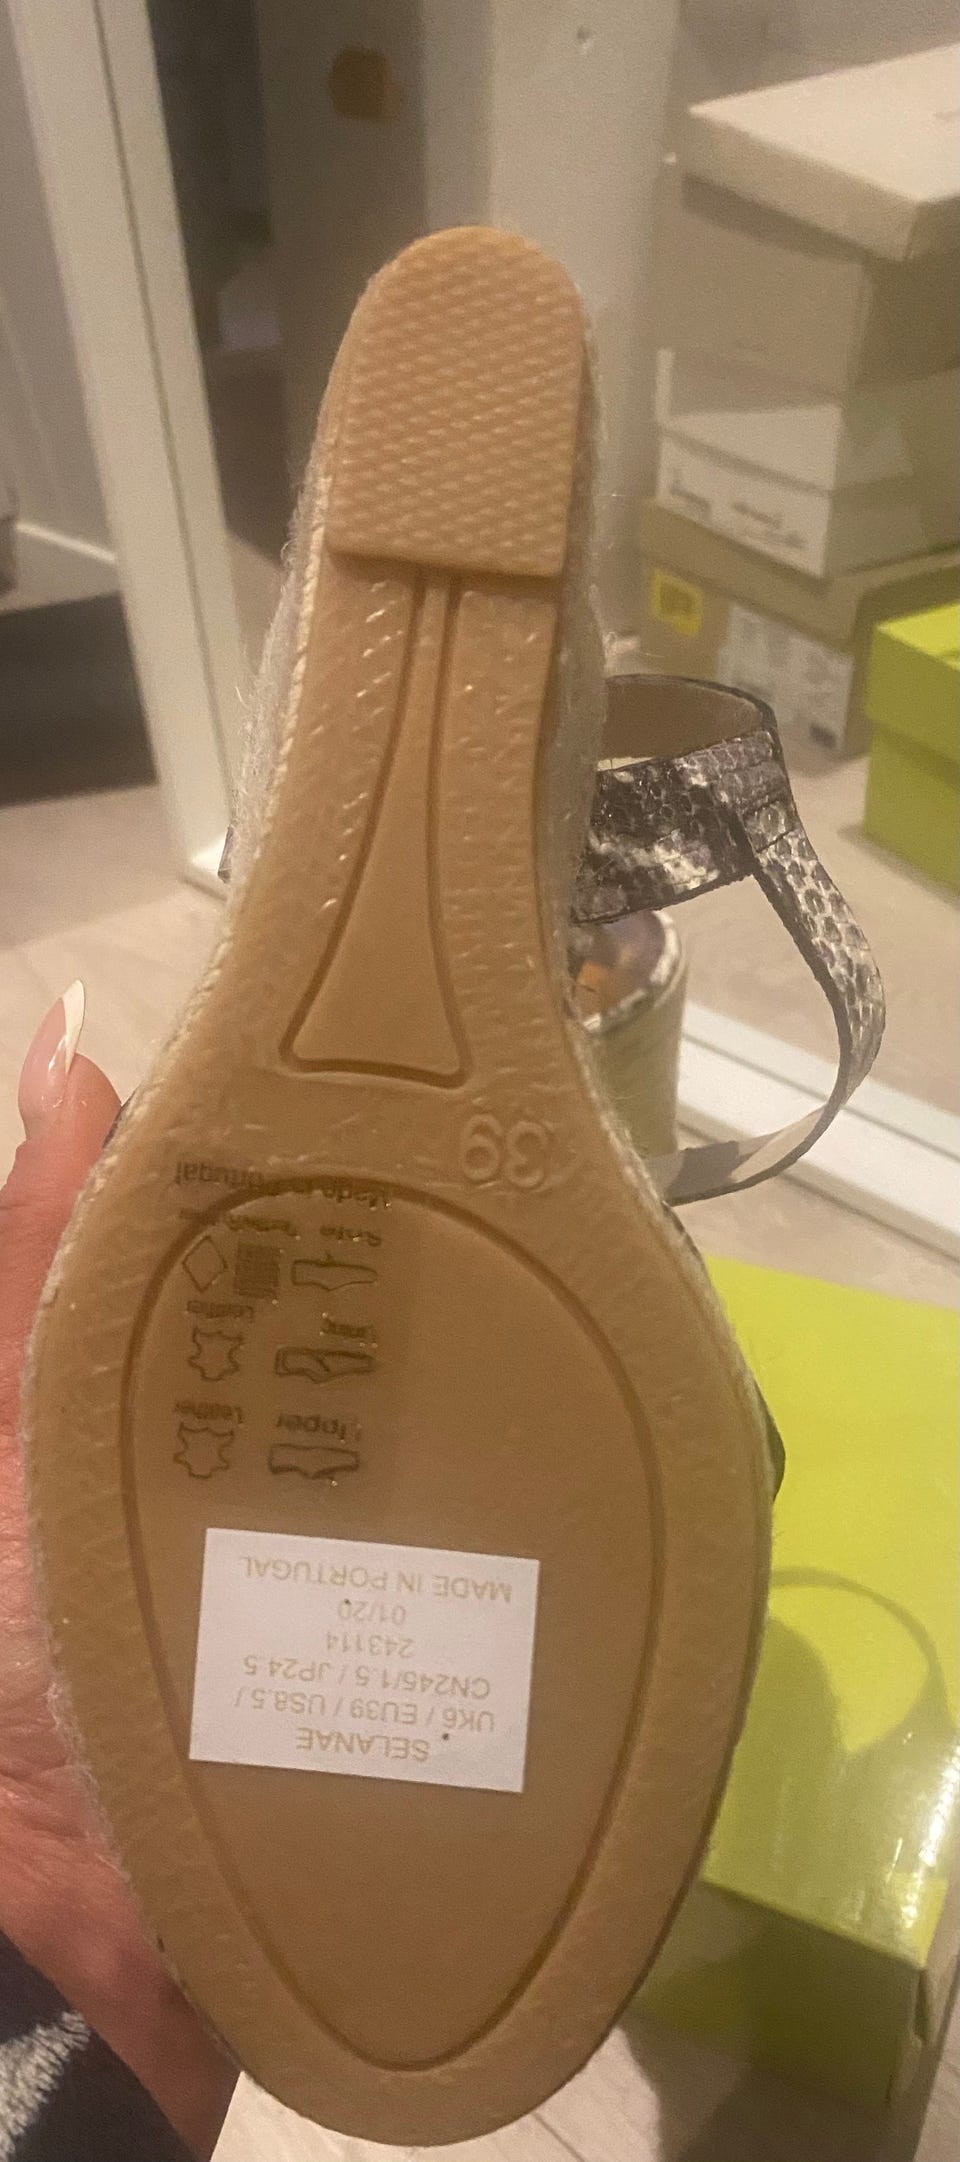 SELANAE
UK6 / EU39 / US8.5 /
CN245/1.5 / JP24.5
243114
01/20
MADE IN PORTUGAL
Upper
Leather
Lining
Leather
Sole
Made in Portugal
39